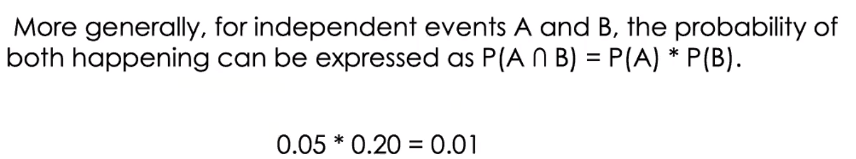 More generally, for independent events A and B, the probability of
both happening can be expressed as P(A ∩ B) = P(A) * P(B).
0.05 * 0.20 = 0.01